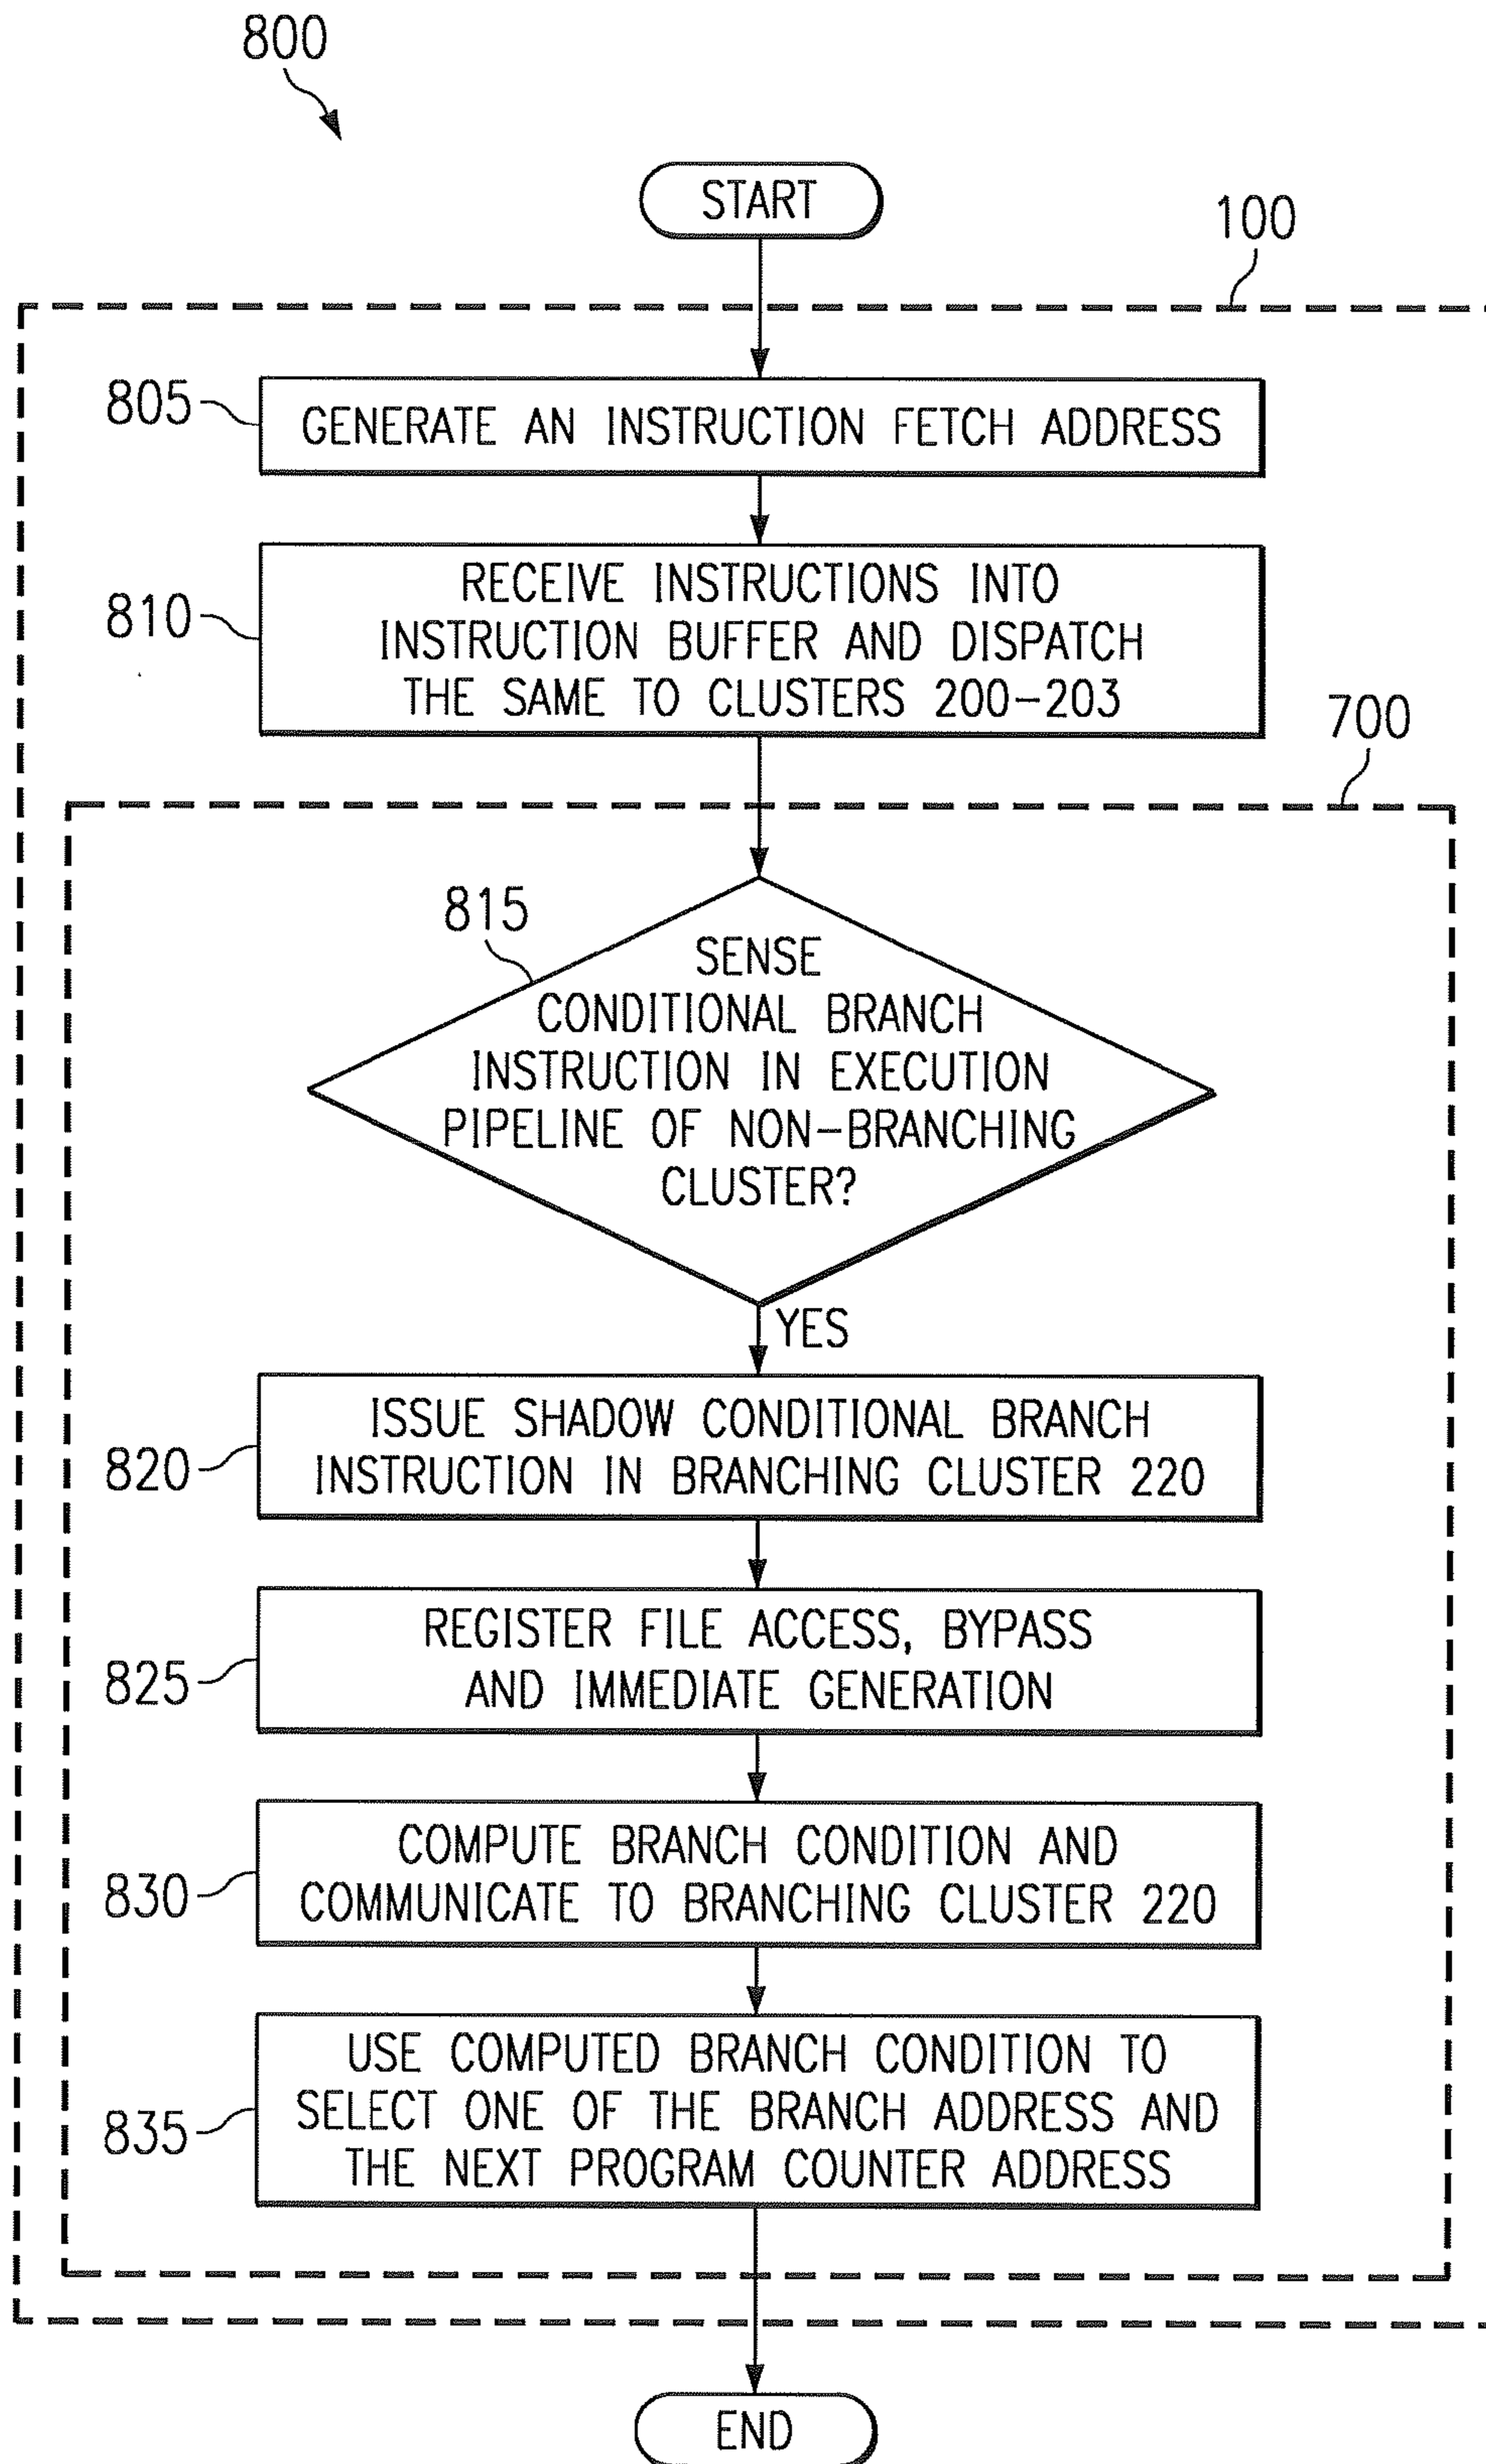 800
START
100
805
GENERATE AN INSTRUCTION FETCH ADDRESS
810
RECEIVE INSTRUCTIONS INTO
INSTRUCTION BUFFER AND DISPATCH
THE SAME TO CLUSTERS 200-203
700
815
SENSE
CONDITIONAL BRANCH
INSTRUCTION IN EXECUTION
PIPELINE OF NON-BRANCHING
CLUSTER?
YES
820
ISSUE SHADOW CONDITIONAL BRANCH
INSTRUCTION IN BRANCHING CLUSTER 220
825
REGISTER FILE ACCESS, BYPASS
AND IMMEDIATE GENERATION
830
COMPUTE BRANCH CONDITION AND
COMMUNICATE TO BRANCHING CLUSTER 220
835
USE COMPUTED BRANCH CONDITION TO
SELECT ONE OF THE BRANCH ADDRESS AND
THE NEXT PROGRAM COUNTER ADDRESS
END